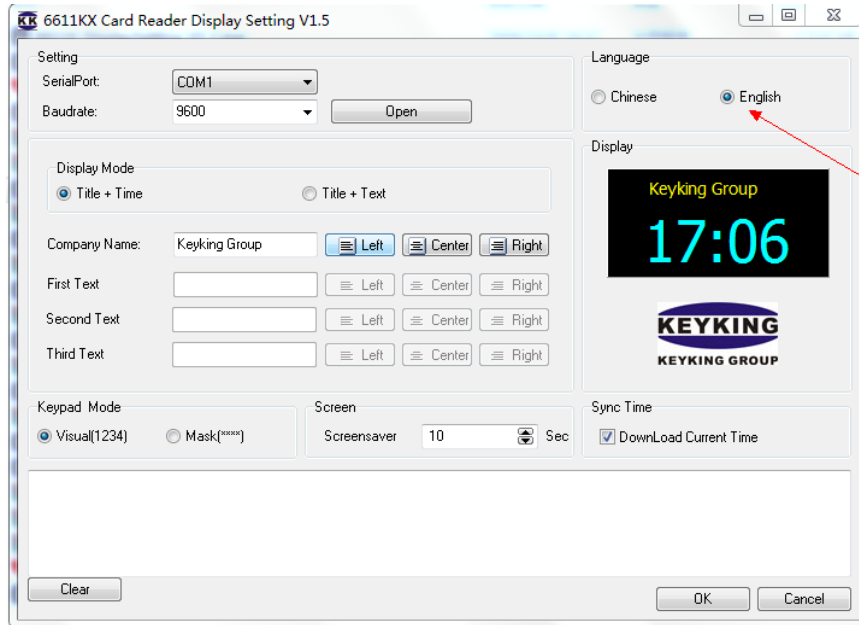 KK 6611KX Card Reader Display Setting V1.5
Setting
SerialPort: COM1
Baudrate: 9600 Open
Language
Chinese English
Display Mode
Title + Time Title + Text
Company Name: Keyking Group Left Center Right
First Text Left Center Right
Second Text Left Center Right
Third Text Left Center Right
Display
Keyking Group
17:06
KEYKING
KEYKING GROUP
Keypad Mode
Visual(1234) Mask(****)
Screen
Screensaver 10 Sec
Sync Time
DownLoad Current Time
Clear
OK Cancel